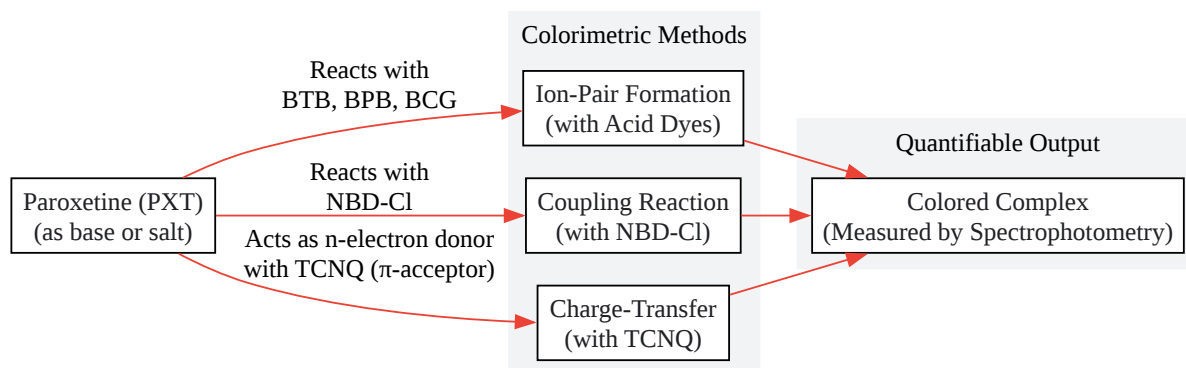 Colorimetric Methods
Reacts with
BTB, BPB, BCG
Ion-Pair Formation
(with Acid Dyes)
Quantifiable Output
Paroxetine (PXT)
(as base or salt)
Reacts with
NBD-Cl
Coupling Reaction
(with NBD-Cl)
Colored Complex
(Measured by Spectrophotometry)
Acts as n-electron donor
with TCNQ (π-acceptor)
Charge-Transfer
(with TCNQ)